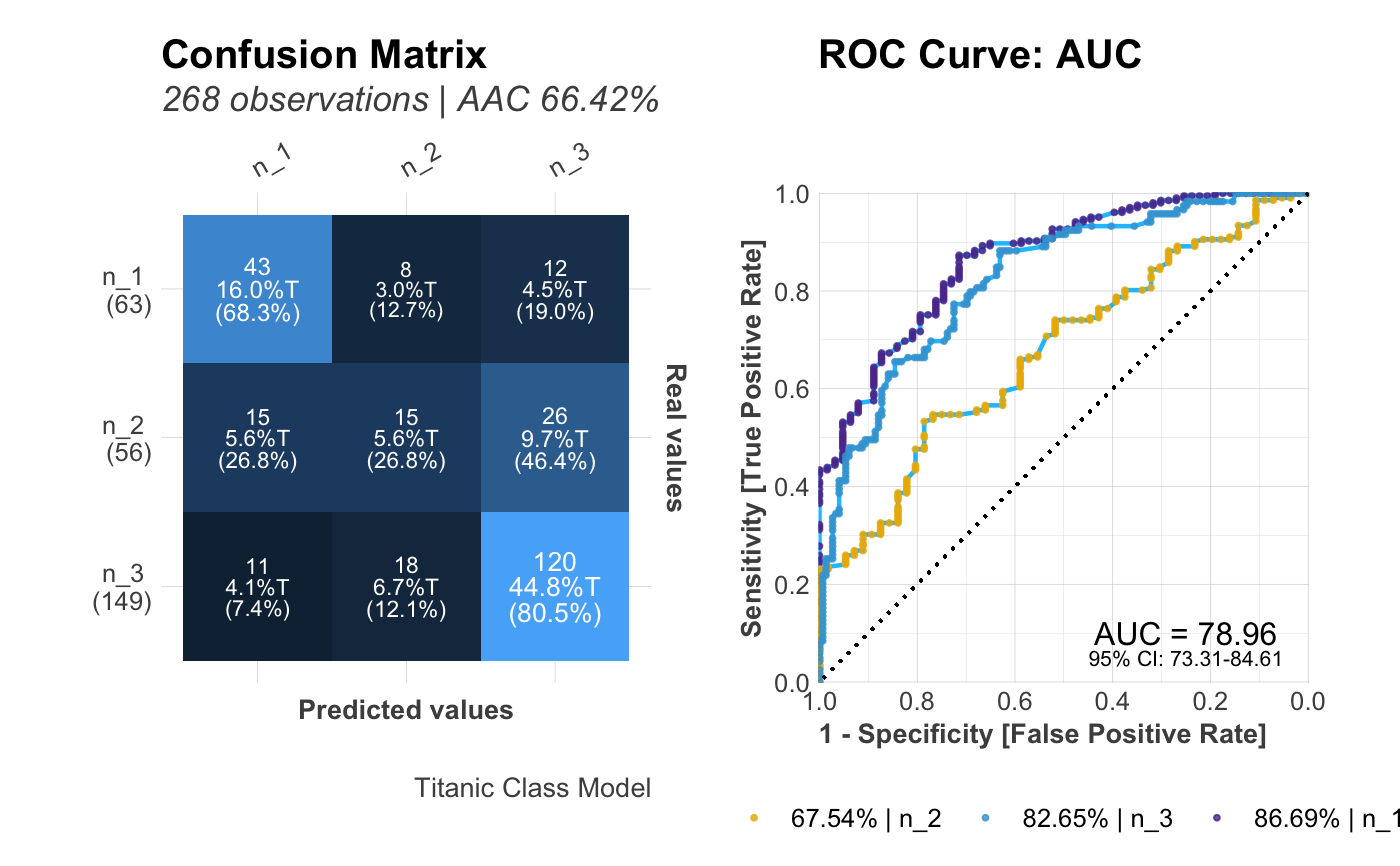 Confusion Matrix
268 observations | AAC 66.42%
n_1
n_2
n_3
n_1
(63)
43
16.0%T
(68.3%)
8
3.0%T
(12.7%)
12
4.5%T
(19.0%)
n_2
(56)
15
5.6%T
(26.8%)
15
5.6%T
(26.8%)
26
9.7%T
(46.4%)
n_3
(149)
11
4.1%T
(7.4%)
18
6.7%T
(12.1%)
120
44.8%T
(80.5%)
Real values
Predicted values
Titanic Class Model
ROC Curve: AUC
Sensitivity [True Positive Rate]
1.0
0.8
0.6
0.4
0.2
0.0
AUC = 78.96
95% CI: 73.31-84.61
1.0
0.8
0.6
0.4
0.2
0.0
1 - Specificity [False Positive Rate]
67.54% | n_2
82.65% | n_3
86.69% | n_1